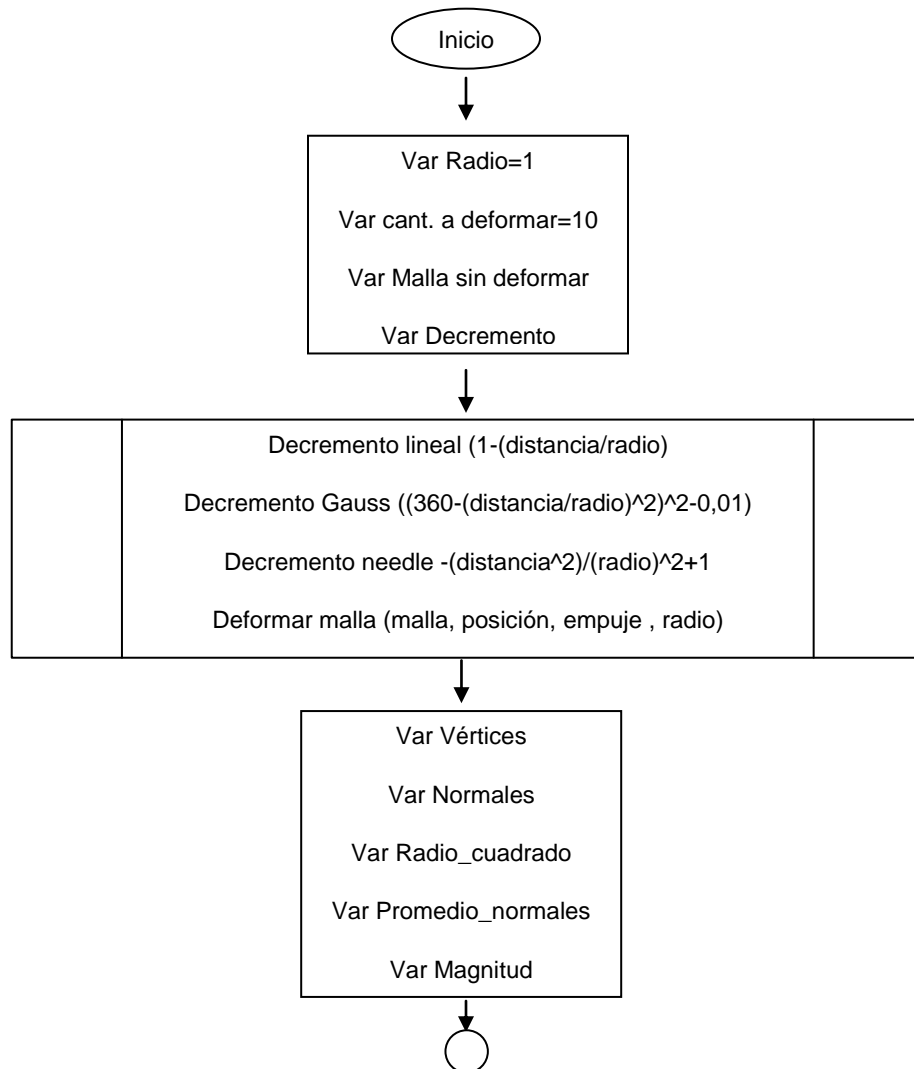 Inicio
Var Radio=1
Var cant. a deformar=10
Var Malla sin deformar
Var Decremento
Decremento lineal (1-(distancia/radio)
Decremento Gauss ((360-(distancia/radio)^2)^2-0,01)
Decremento needle -(distancia^2)/(radio)^2+1
Deformar malla (malla, posición, empuje , radio)
Var Vértices
Var Normales
Var Radio_cuadrado
Var Promedio_normales
Var Magnitud